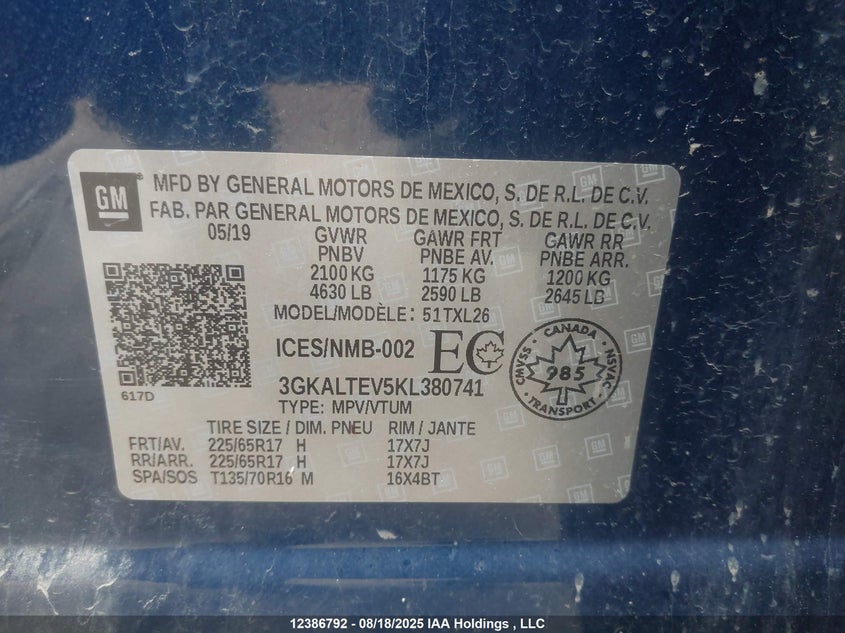 GM
MFD BY GENERAL MOTORS DE MEXICO, S. DE R.L. DE C.V.
FAB. PAR GENERAL MOTORS DE MEXICO, S. DE R.L. DE C.V.
05/19 GVWR GAWR FRT GAWR RR
PNBV PNBE AV. PNBE ARR.
2100 KG 1175 KG 1200 KG
4630 LB 2590 LB 2645 LB
MODEL/MODÈLE: 51TXL26
ICES/NMB-002 EC
CANADA
CMVSS 985 NSVAC
TRANSPORT
3GKALTEV5KL380741
617D TYPE: MPV/VTUM
TIRE SIZE / DIM. PNEU RIM / JANTE
FRT/AV. 225/65R17 H 17X7J
RR/ARR. 225/65R17 H 17X7J
SPA/SOS T135/70R16 M 16X4BT
12386792 - 08/18/2025 IAA Holdings , LLC